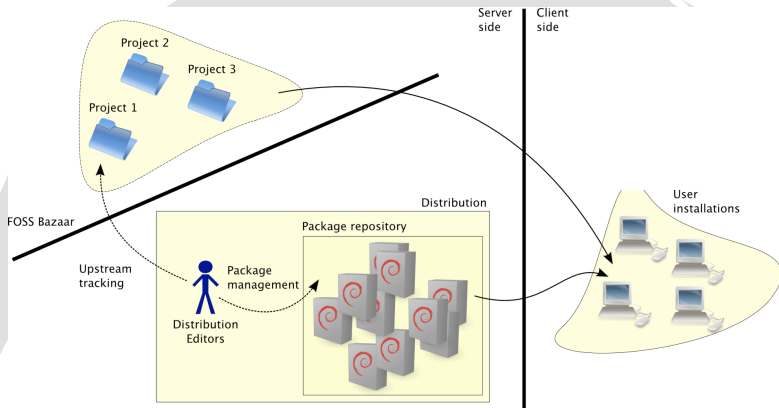 Server
side
Client
side
Project 2
Project 3
Project 1
FOSS Bazaar
Distribution
Package repository
Upstream
tracking
Package
management
Distribution
Editors
User
installations